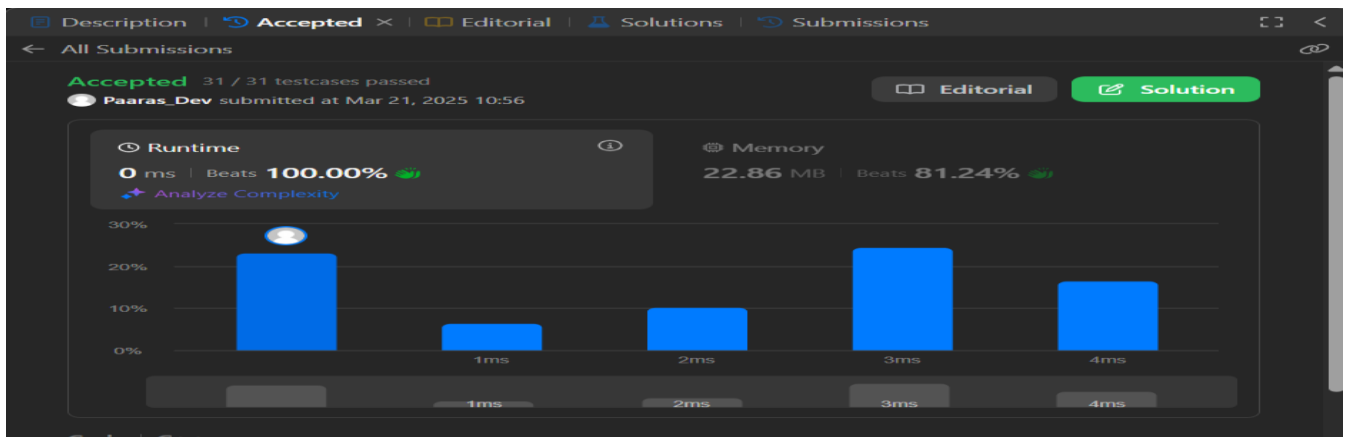 Description | Accepted × | Editorial | Solutions | Submissions
← All Submissions
Accepted 31 / 31 testcases passed
Paaras_Dev submitted at Mar 21, 2025 10:56
Editorial
Solution
Runtime
0 ms | Beats 100.00%
Analyze Complexity
Memory
22.86 MB | Beats 81.24%
30%
20%
10%
0%
1ms 2ms 3ms 4ms
1ms 2ms 3ms 4ms